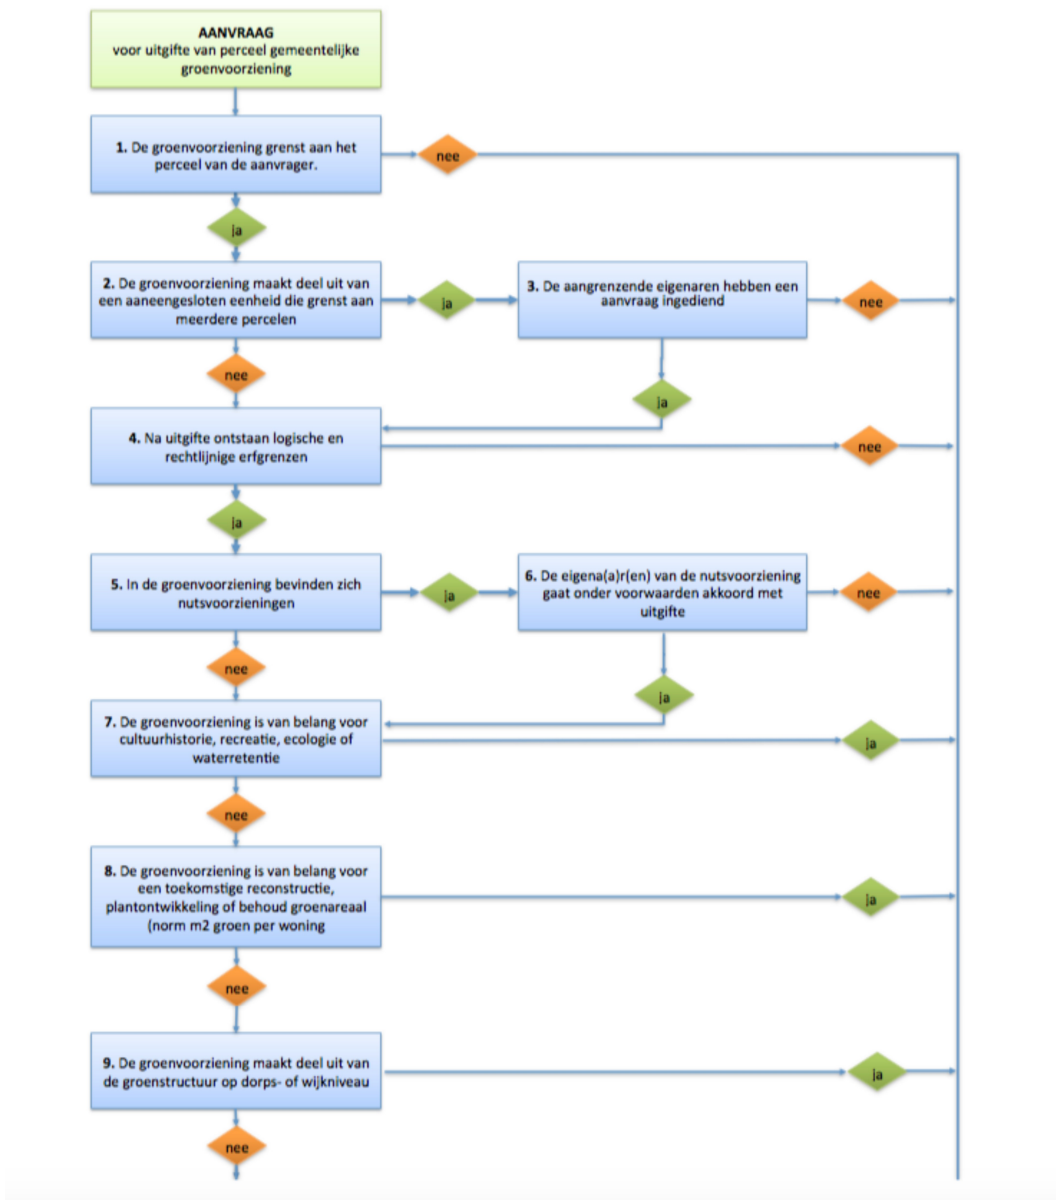 AANVRAAG
voor uitgifte van perceel gemeentelijke
groenvoorziening
1. De groenvoorziening grenst aan het
perceel van de aanvrager.
nee
ja
2. De groenvoorziening maakt deel uit van
een aaneengesloten eenheid die grenst aan
meerdere percelen
ja
3. De aangrenzende eigenaren hebben een
aanvraag ingediend
nee
nee
ja
4. Na uitgifte ontstaan logische en
rechtlijnige erfgrenzen
nee
ja
5. In de groenvoorziening bevinden zich
nutsvoorzieningen
ja
6. De eigena(a)r(en) van de nutsvoorziening
gaat onder voorwaarden akkoord met
uitgifte
nee
nee
ja
7. De groenvoorziening is van belang voor
cultuurhistorie, recreatie, ecologie of
waterretentie
ja
nee
8. De groenvoorziening is van belang voor
een toekomstige reconstructie,
plantontwikkeling of behoud groenareaal
(norm m2 groen per woning
ja
nee
9. De groenvoorziening maakt deel uit van
de groenstructuur op dorps- of wijkniveau
ja
nee